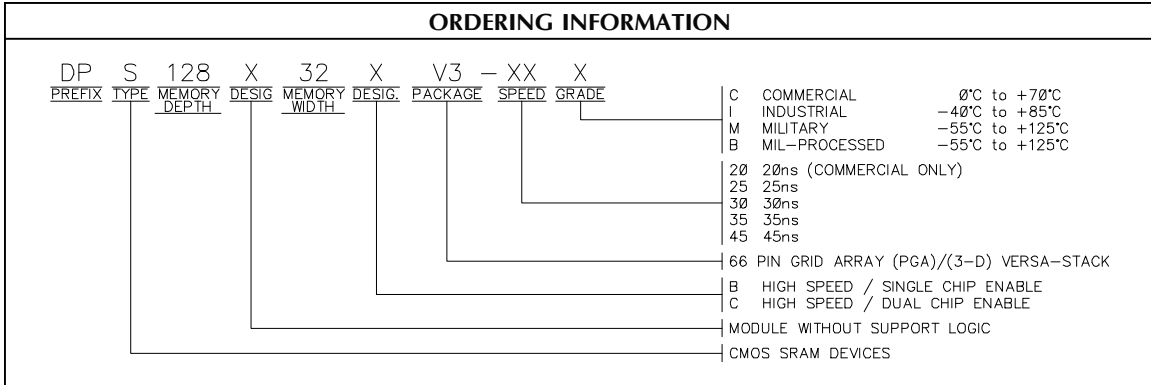 ORDERING INFORMATION
DP S 128 X 32 X V3 - XX X
PREFIX TYPE MEMORY DEPTH DESIG MEMORY WIDTH DESIG. PACKAGE SPEED GRADE
C COMMERCIAL 0°C to +70°C
I INDUSTRIAL -40°C to +85°C
M MILITARY -55°C to +125°C
B MIL-PROCESSED -55°C to +125°C
20 20ns (COMMERCIAL ONLY)
25 25ns
30 30ns
35 35ns
45 45ns
66 PIN GRID ARRAY (PGA)/(3-D) VERSA-STACK
B HIGH SPEED / SINGLE CHIP ENABLE
C HIGH SPEED / DUAL CHIP ENABLE
MODULE WITHOUT SUPPORT LOGIC
CMOS SRAM DEVICES